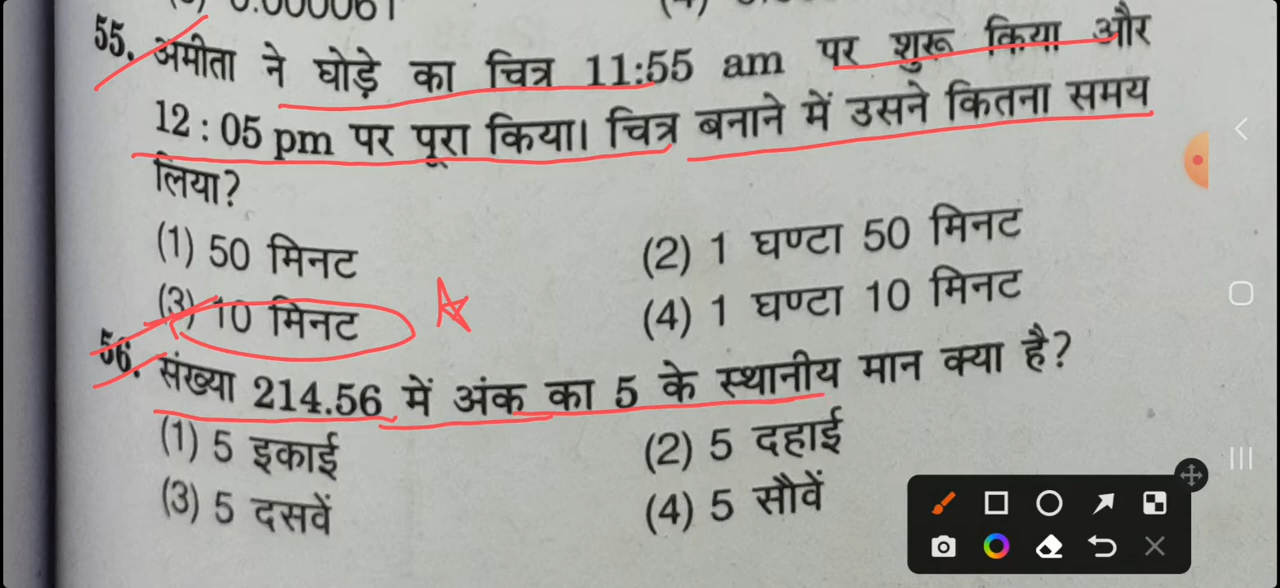 55. अमीता ने घोड़े का चित्र 11:55 am पर शुरू किया और
12 : 05 pm पर पूरा किया। चित्र बनाने में उसने कितना समय
लिया?
(1) 50 मिनट (2) 1 घण्टा 50 मिनट
(3) 10 मिनट (4) 1 घण्टा 10 मिनट
56. संख्या 214.56 में अंक का 5 के स्थानीय मान क्या है?
(1) 5 इकाई (2) 5 दहाई
(3) 5 दसवें (4) 5 सौवें